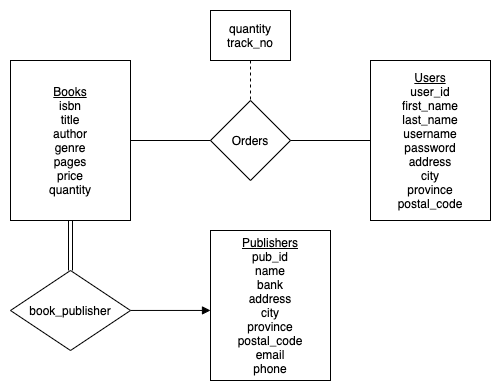 quantity
track_no
Books
isbn
title
author
genre
pages
price
quantity
Orders
Users
user_id
first_name
last_name
username
password
address
city
province
postal_code
book_publisher
Publishers
pub_id
name
bank
address
city
province
postal_code
email
phone